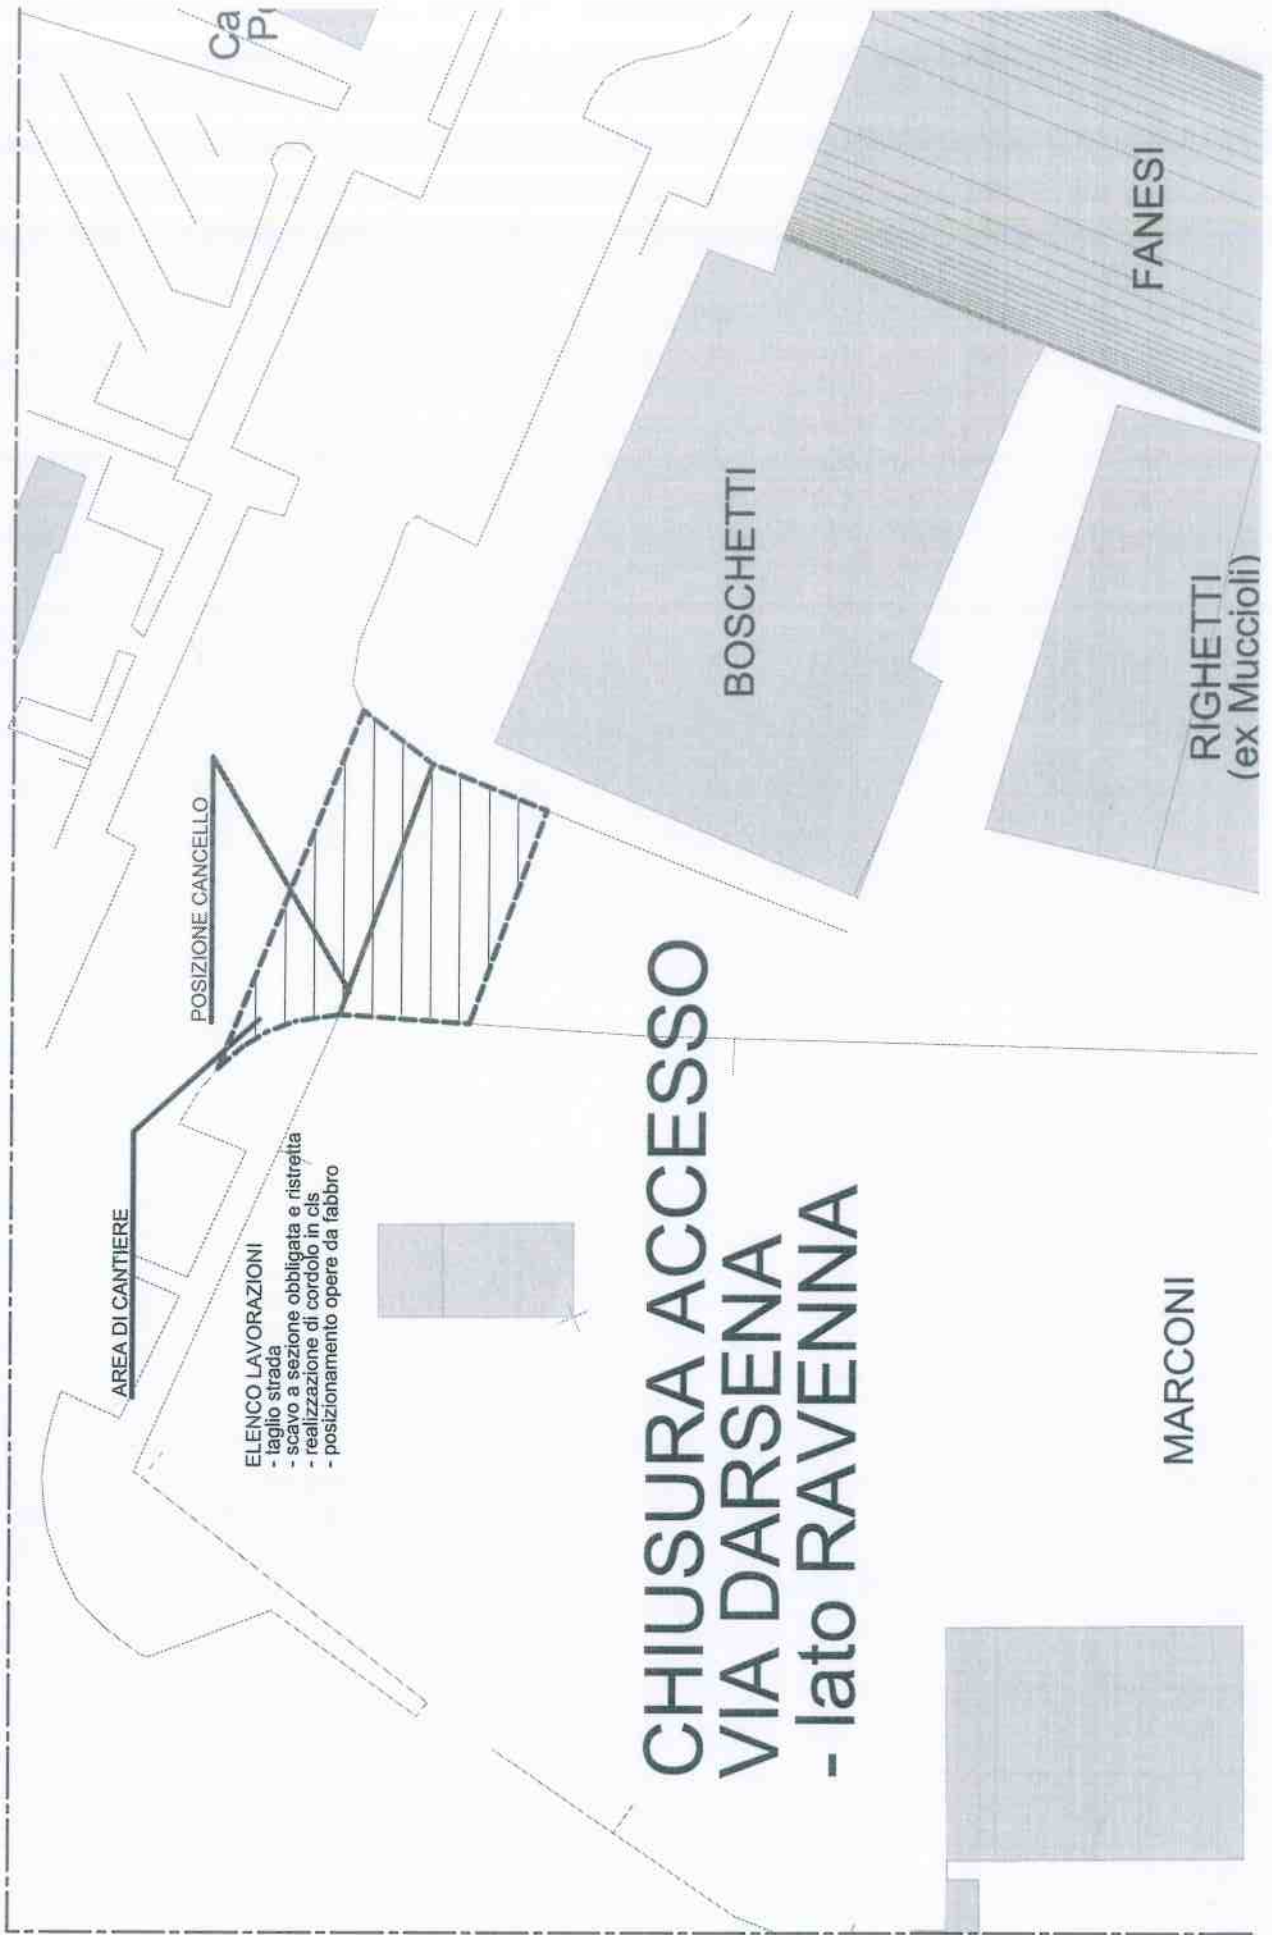 Ca
AREA DI CANTIERE
POSIZIONE CANCELLO
ELENCO LAVORAZIONI
- taglio strada
- scavo a sezione obbligata e ristretta
- realizzazione di cordolo in cls
- posizionamento opere da fabbro
CHIUSURA ACCESSO
VIA DARSENA
- lato RAVENNA
BOSCHETTI
FANESI
RIGHETTI
(ex Muccioli)
MARCONI